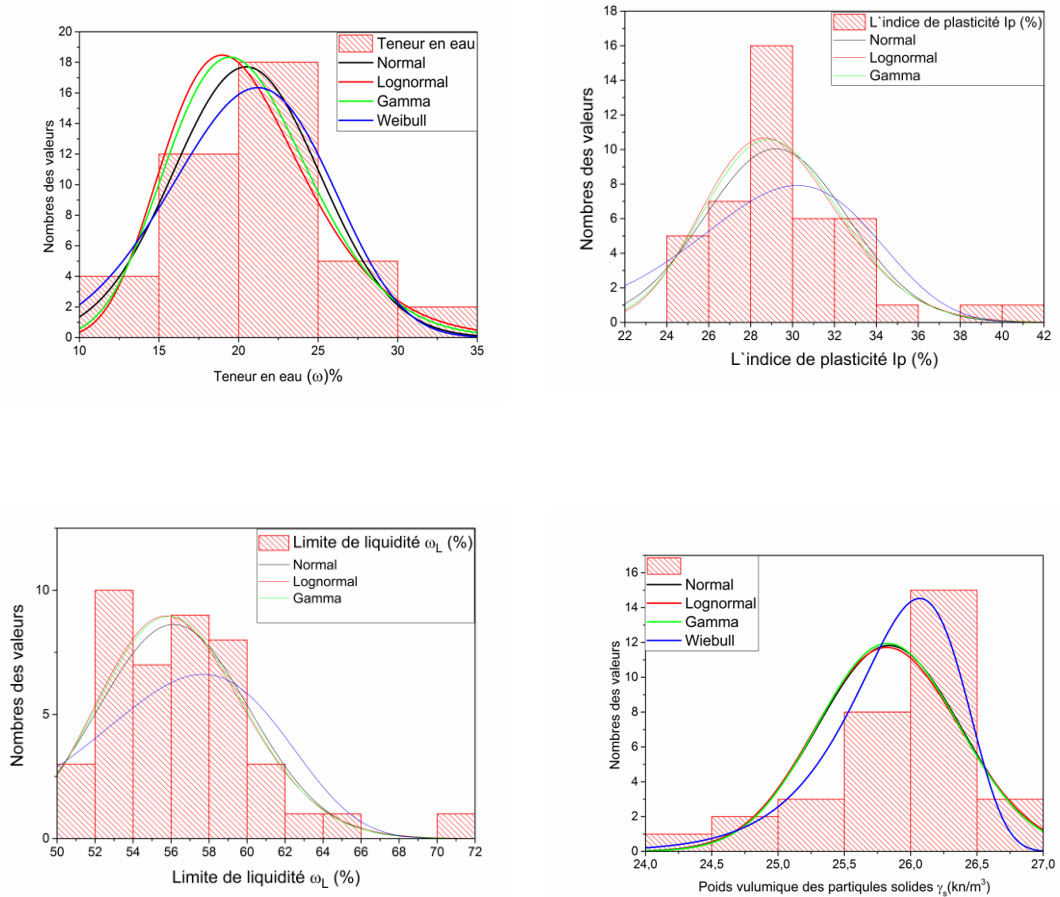 20
18
16
14
12
10
8
6
4
2
0
Nombres des valeurs
Teneur en eau
Normal
Lognormal
Gamma
Weibull
10 15 20 25 30 35
Teneur en eau (ω)%
18
16
14
12
10
8
6
4
2
0
Nombres des valeurs
L`indice de plasticité Ip (%)
Normal
Lognormal
Gamma
22 24 26 28 30 32 34 36 38 40 42
L`indice de plasticité Ip (%)
10
5
0
Nombres des valeurs
Limite de liquidité ωL (%)
Normal
Lognormal
Gamma
50 52 54 56 58 60 62 64 66 68 70 72
Limite de liquidité ωL (%)
16
14
12
10
8
6
4
2
0
Nombres des valeurs
Normal
Lognormal
Gamma
Wiebull
24,0 24,5 25,0 25,5 26,0 26,5 27,0
Poids vulumique des partiqules solides γs(kn/m³)